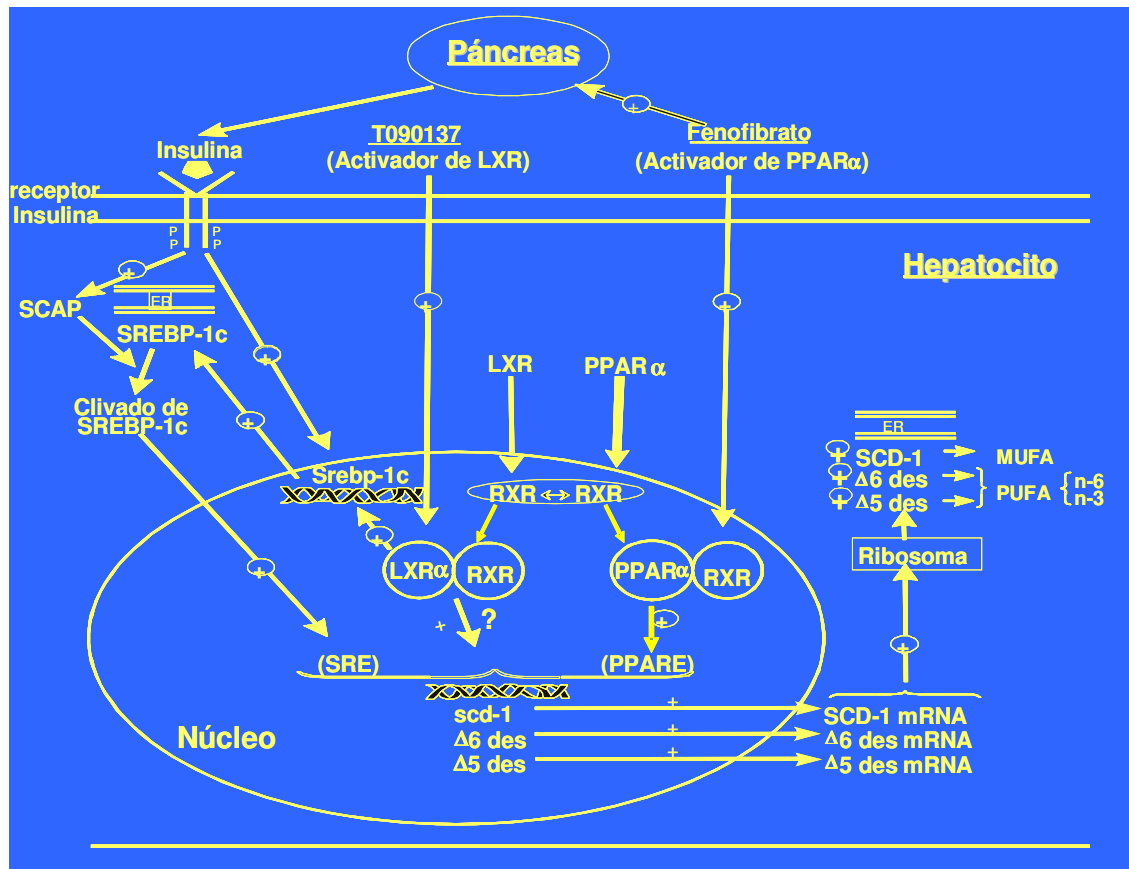 Páncreas
+
T090137
(Activador de LXR)
Fenofibrato
(Activador de PPARα)
Insulina
receptor
Insulina
P P
P P
Hepatocito
+
SCAP
ER
SREBP-1c
+
+
+
LXR
PPAR α
+
Clivado de
SREBP-1c
+
ER
+ SCD-1
MUFA
+ Δ6 des
+ Δ5 des
PUFA
n-6
n-3
Srebp-1c
RXR
RXR
+
Ribosoma
LXRα
RXR
PPARα
RXR
+
+
?
+
+
(SRE)
(PPARE)
scd-1
+
SCD-1 mRNA
Δ6 des
+
Δ6 des mRNA
Δ5 des
+
Δ5 des mRNA
Núcleo